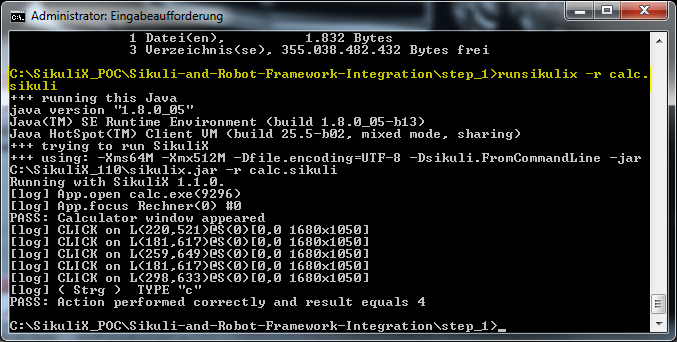 Administrator: Eingabeaufforderung
1 Datei(en), 1.832 Bytes
3 Verzeichnis(se), 355.038.482.432 Bytes frei
C:\SikuliX_POC\Sikuli-and-Robot-Framework-Integration\step_1>runsikulix -r calc.
sikuli
+++ running this Java
java version "1.8.0_05"
Java(TM) SE Runtime Environment (build 1.8.0_05-b13)
Java HotSpot(TM) Client VM (build 25.5-b02, mixed mode, sharing)
+++ trying to run SikuliX
+++ using: -Xms64M -Xmx512M -Dfile.encoding=UTF-8 -Dsikuli.FromCommandLine -jar
C:\SikuliX_110\sikulix.jar -r calc.sikuli
Running with SikuliX 1.1.0.
[log] App.open calc.exe(9296)
[log] App.focus Rechner(0) #0
PASS: Calculator window appeared
[log] CLICK on L(220,521)@S(0)[0,0 1680x1050]
[log] CLICK on L(181,617)@S(0)[0,0 1680x1050]
[log] CLICK on L(259,649)@S(0)[0,0 1680x1050]
[log] CLICK on L(181,617)@S(0)[0,0 1680x1050]
[log] CLICK on L(298,633)@S(0)[0,0 1680x1050]
[log] ( Strg ) TYPE "c"
PASS: Action performed correctly and result equals 4
C:\SikuliX_POC\Sikuli-and-Robot-Framework-Integration\step_1>_